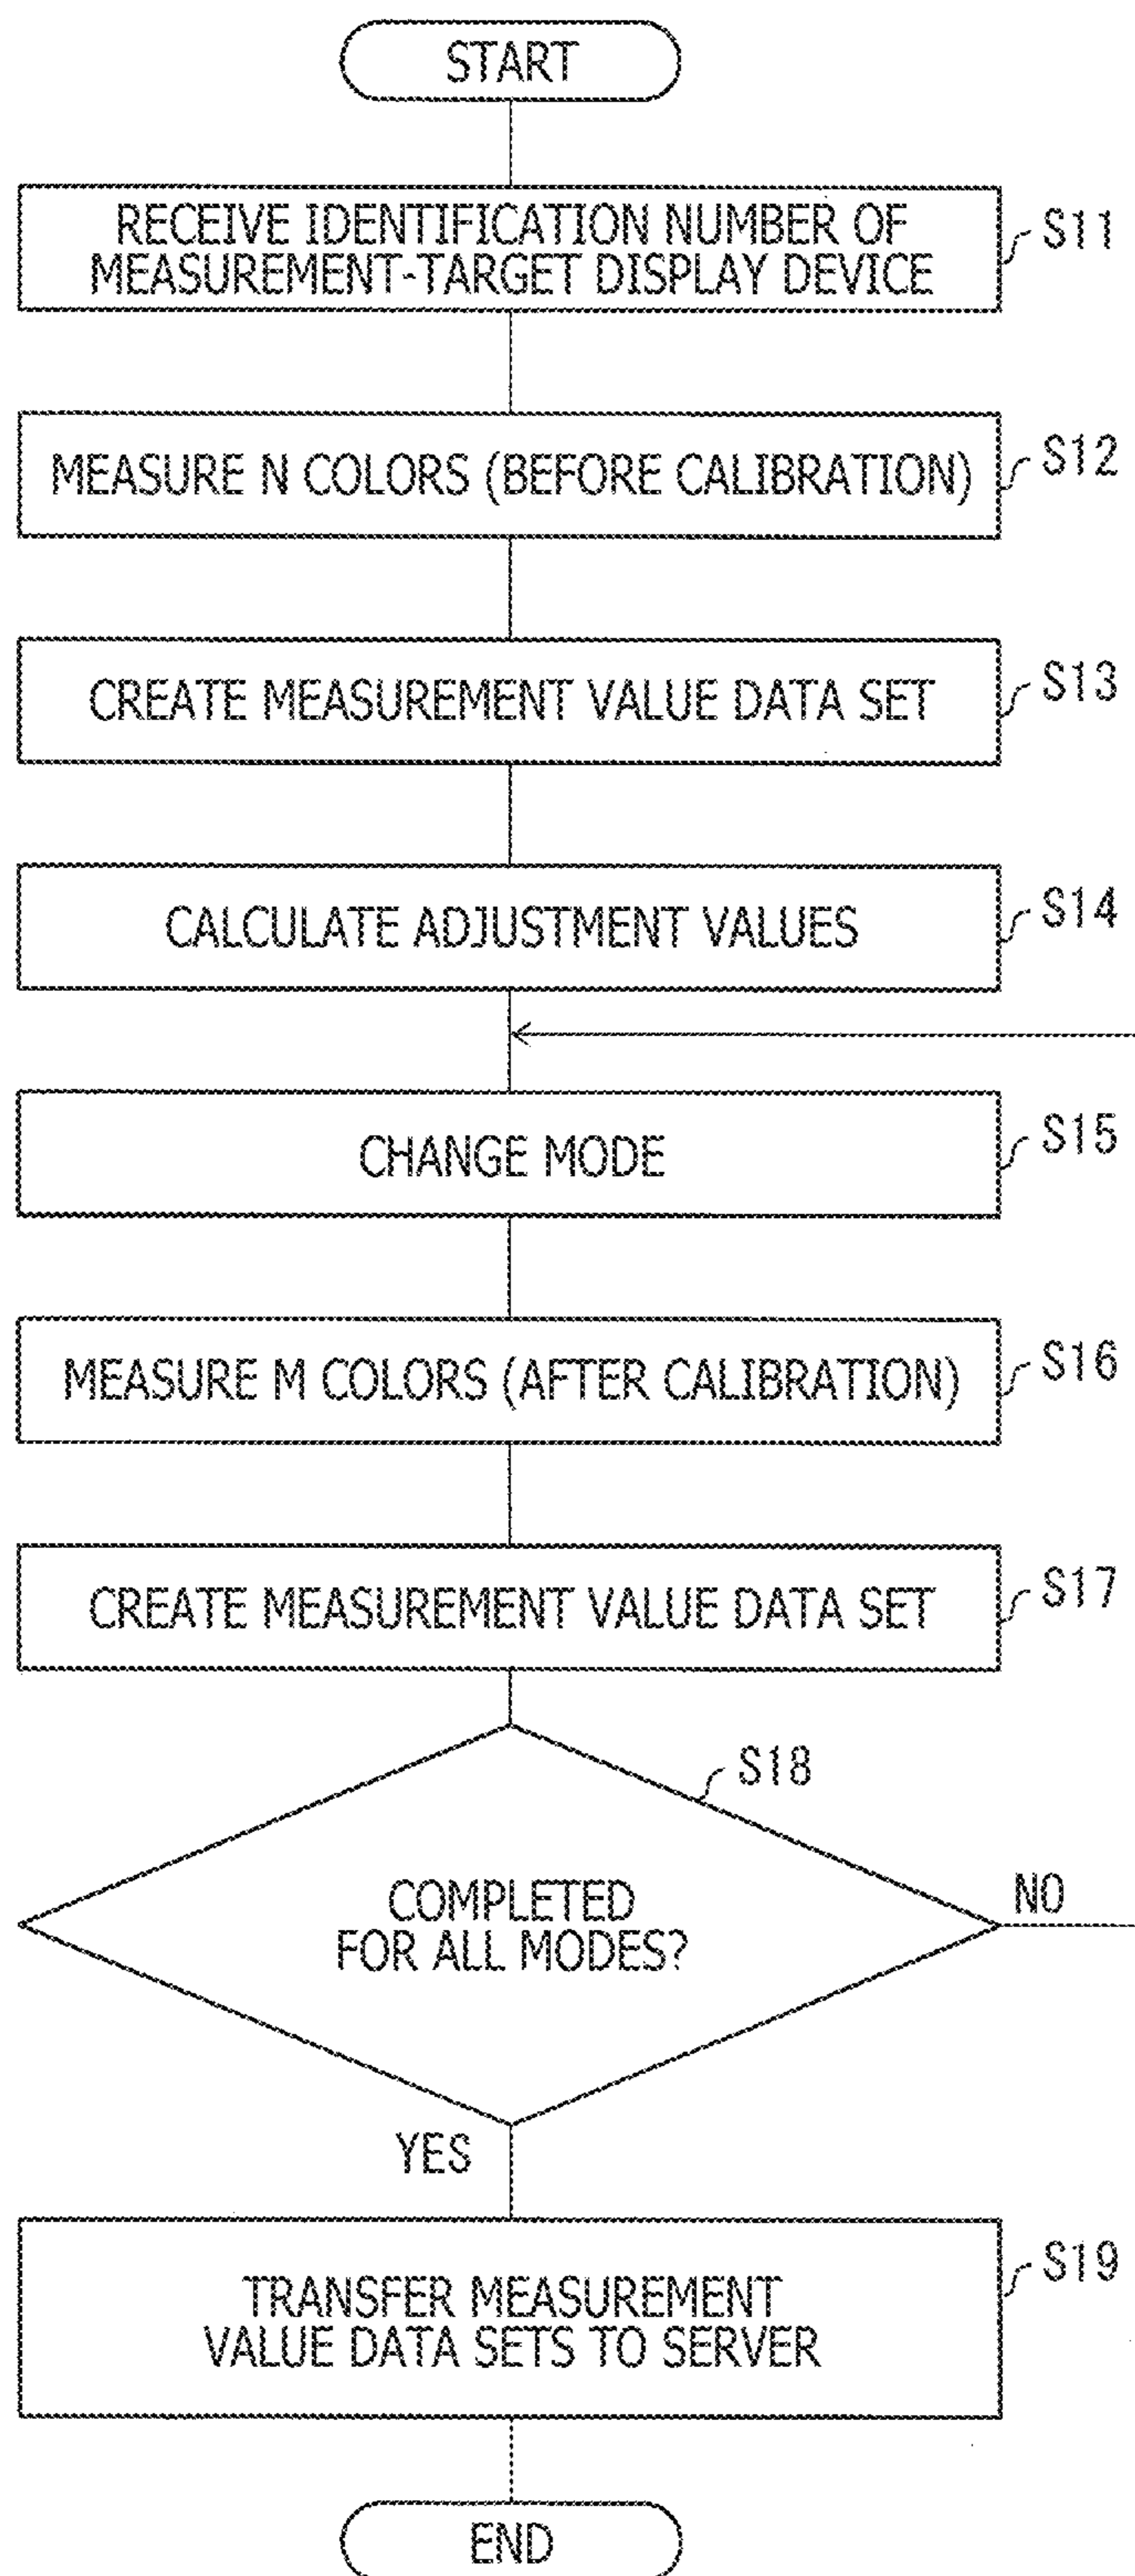 START
RECEIVE IDENTIFICATION NUMBER OF
MEASUREMENT-TARGET DISPLAY DEVICE
S11
MEASURE N COLORS (BEFORE CALIBRATION)
S12
CREATE MEASUREMENT VALUE DATA SET
S13
CALCULATE ADJUSTMENT VALUES
S14
CHANGE MODE
S15
MEASURE M COLORS (AFTER CALIBRATION)
S16
CREATE MEASUREMENT VALUE DATA SET
S17
S18
COMPLETED
FOR ALL MODES?
NO
YES
TRANSFER MEASUREMENT
VALUE DATA SETS TO SERVER
S19
END